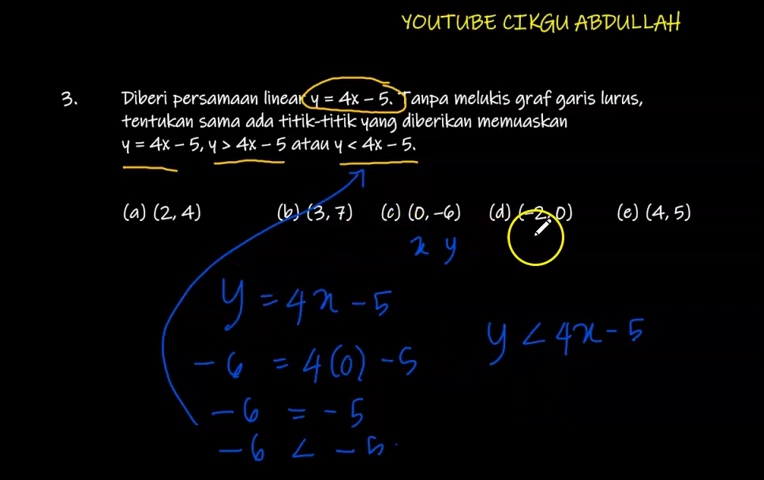 YOUTUBE CIKGU ABDULLAH
3. Diberi persamaan linear y = 4x − 5. Tanpa melukis graf garis lurus,
tentukan sama ada titik-titik yang diberikan memuaskan
y = 4x − 5, y > 4x − 5 atau y < 4x − 5.
(a) (2, 4) (b) (3, 7) (c) (0, −6) (d) (−2, 0) (e) (4, 5)
x y
y = 4x − 5
y < 4x − 5
−6 = 4(0) − 5
−6 = −5
−6 < −5.